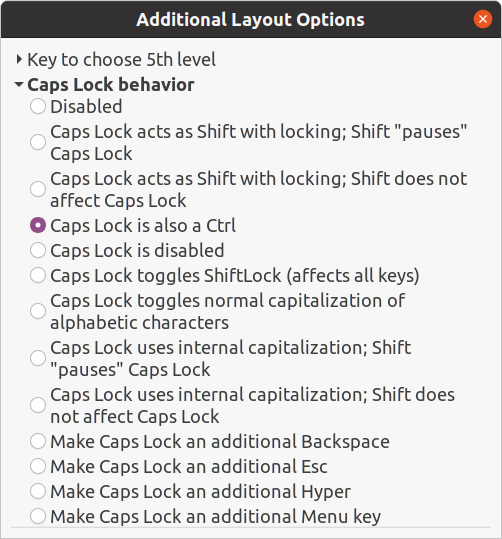 Additional Layout Options
Key to choose 5th level
Caps Lock behavior
Disabled
Caps Lock acts as Shift with locking; Shift "pauses"
Caps Lock
Caps Lock acts as Shift with locking; Shift does not
affect Caps Lock
Caps Lock is also a Ctrl
Caps Lock is disabled
Caps Lock toggles ShiftLock (affects all keys)
Caps Lock toggles normal capitalization of
alphabetic characters
Caps Lock uses internal capitalization; Shift
"pauses" Caps Lock
Caps Lock uses internal capitalization; Shift does
not affect Caps Lock
Make Caps Lock an additional Backspace
Make Caps Lock an additional Esc
Make Caps Lock an additional Hyper
Make Caps Lock an additional Menu key